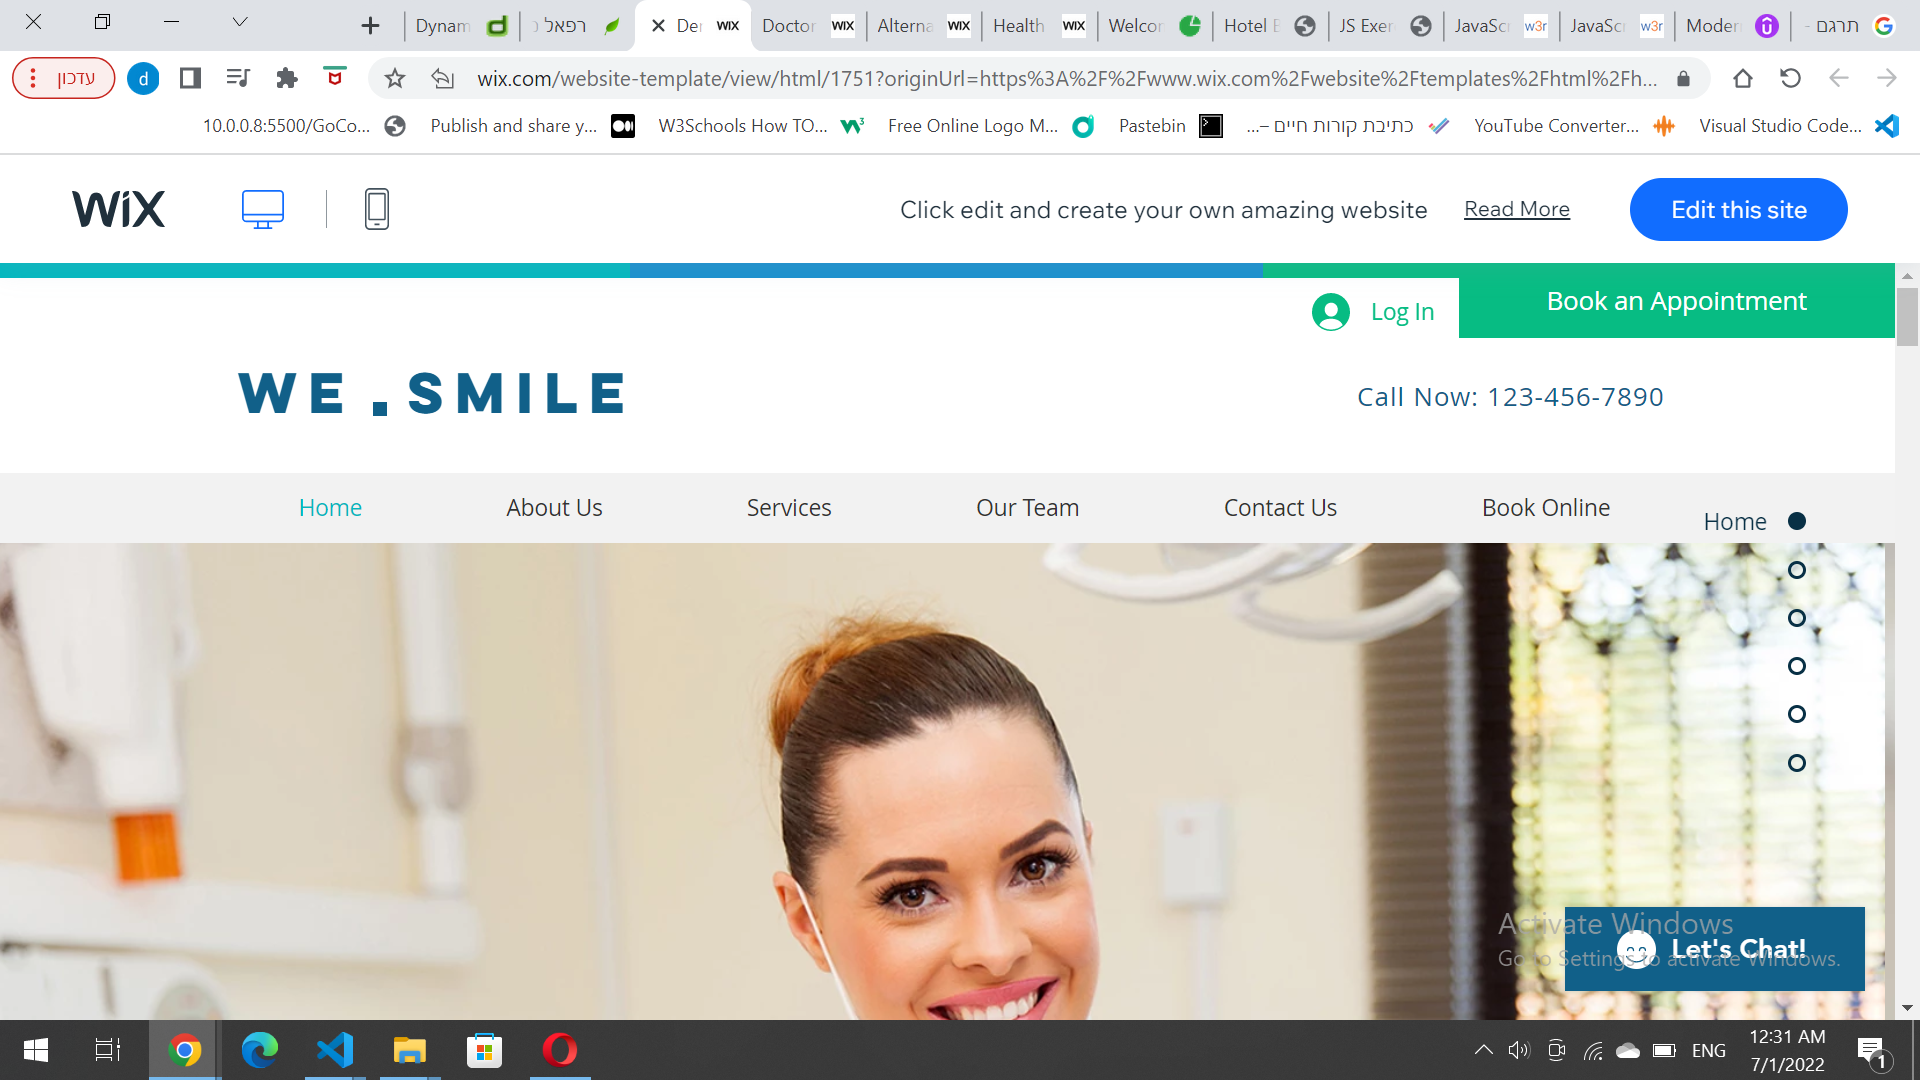 Dynam
רפאל כ
Der
WIX
Doctor
WIX
Alterna
WIX
Health
WIX
Welcon
Hotel E
JS Exer
JavaScr
w3r
JavaScr
w3r
Moder
תרגם -
עדכון
d
wix.com/website-template/view/html/1751?originUrl=https%3A%2F%2Fwww.wix.com%2Fwebsite%2Ftemplates%2Fhtml%2Fh...
10.0.0.8:5500/GoCo...
Publish and share y...
W3Schools How TO...
Free Online Logo M...
Pastebin
כתיבת קורות חיים –...
YouTube Converter...
Visual Studio Code...
WiX
Click edit and create your own amazing website
Read More
Edit this site
Log In
Book an Appointment
WE.SMILE
Call Now: 123-456-7890
Home
About Us
Services
Our Team
Contact Us
Book Online
Home
Activate Windows
Go to Settings to activate Windows.
Let's Chat!
ENG
12:31 AM
7/1/2022
1